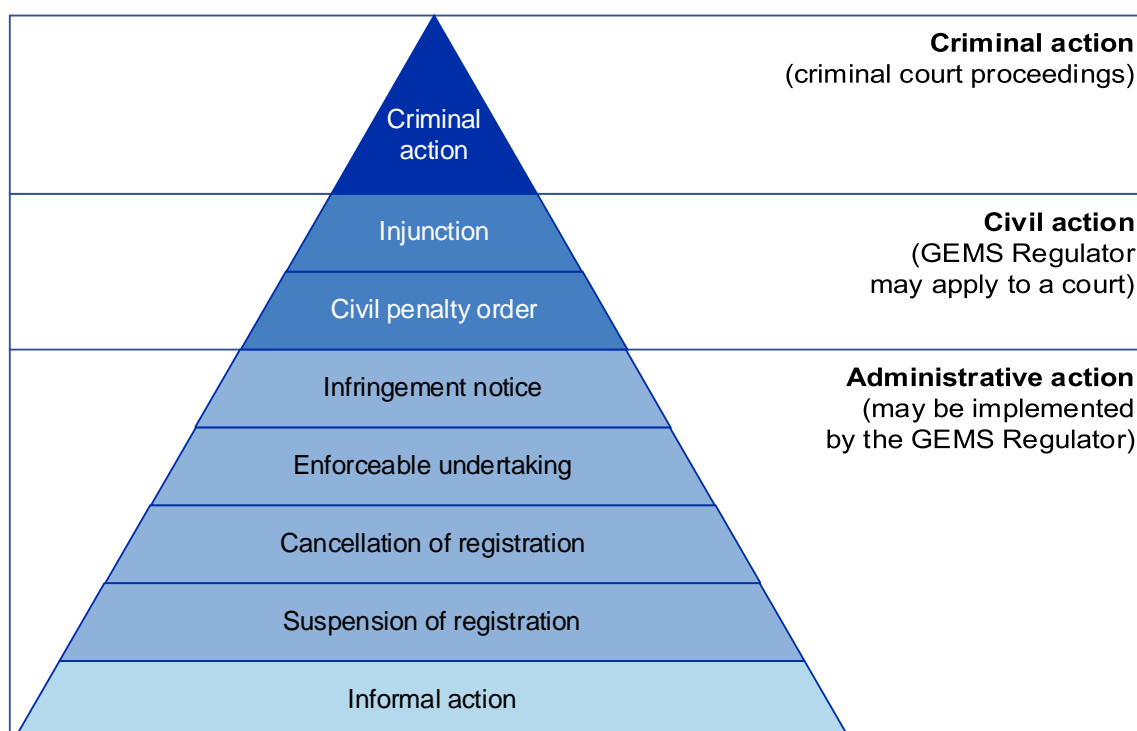 Criminal action
(criminal court proceedings)
Criminal
action
Civil action
(GEMS Regulator
may apply to a court)
Injunction
Civil penalty order
Administrative action
(may be implemented
by the GEMS Regulator)
Infringement notice
Enforceable undertaking
Cancellation of registration
Suspension of registration
Informal action